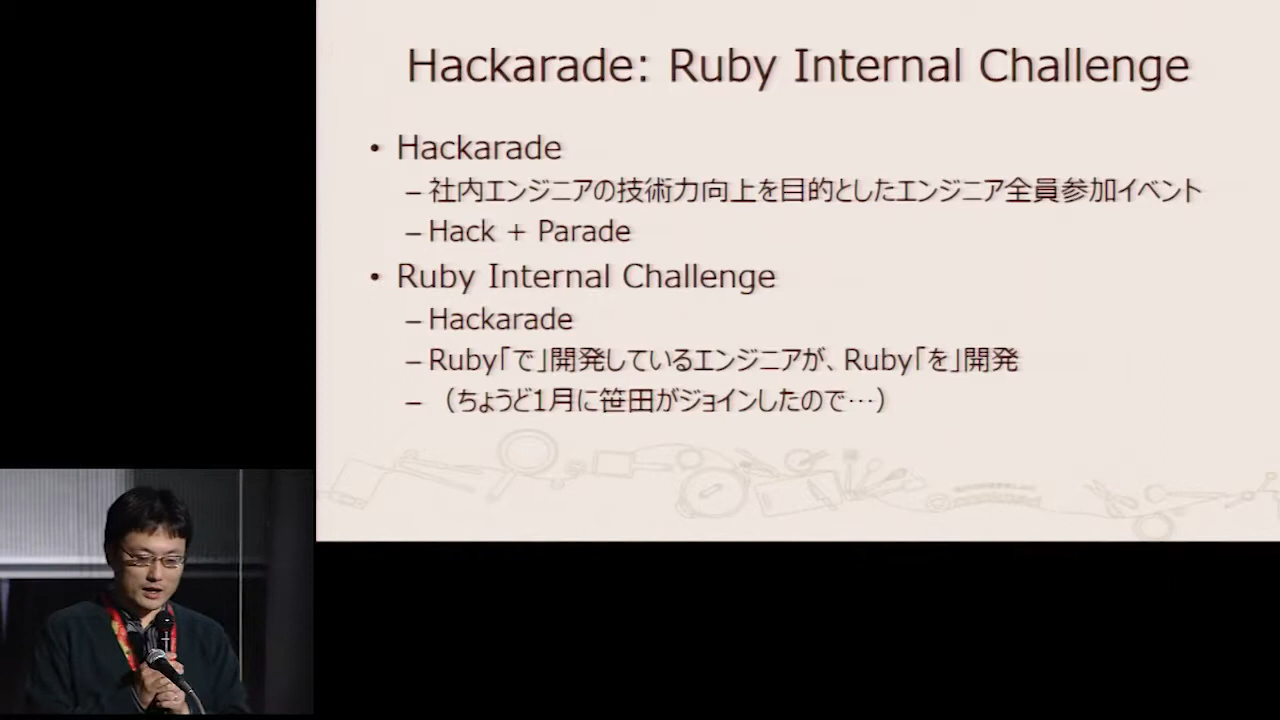 Hackarade: Ruby Internal Challenge
• Hackarade
– 社内エンジニアの技術力向上を目的としたエンジニア全員参加イベント
– Hack + Parade
• Ruby Internal Challenge
– Hackarade
– Ruby「で」開発しているエンジニアが、Ruby「を」開発
– （ちょうど1月に笹田がジョインしたので…）